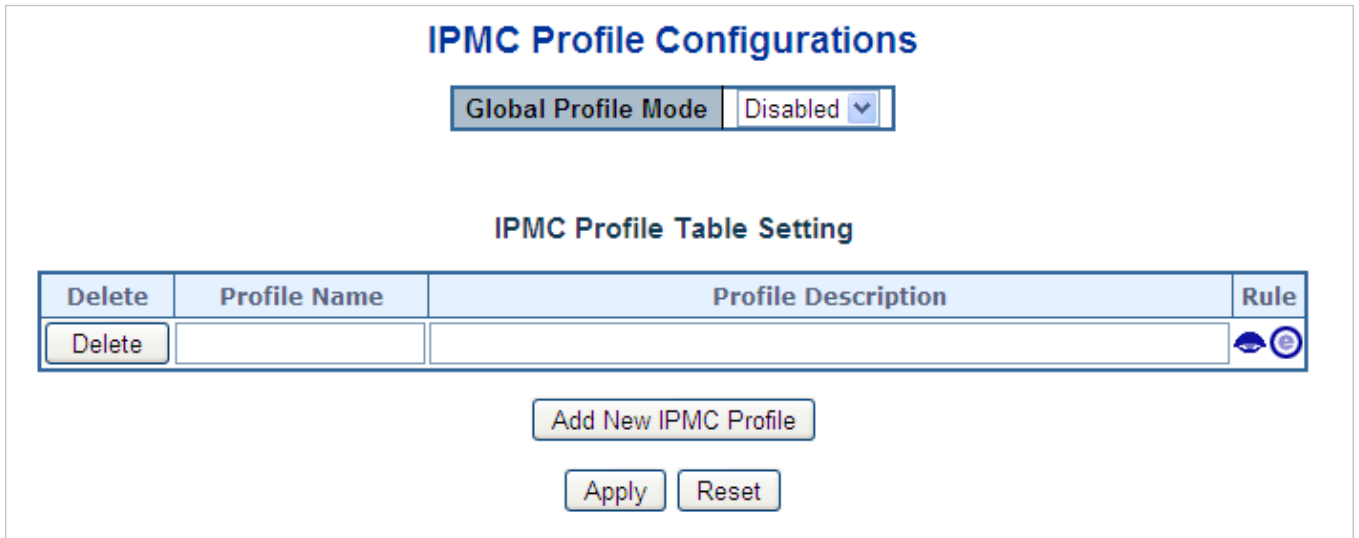 IPMC Profile Configurations
Global Profile Mode Disabled
IPMC Profile Table Setting
Delete Profile Name Profile Description Rule
Delete e
Add New IPMC Profile
Apply Reset